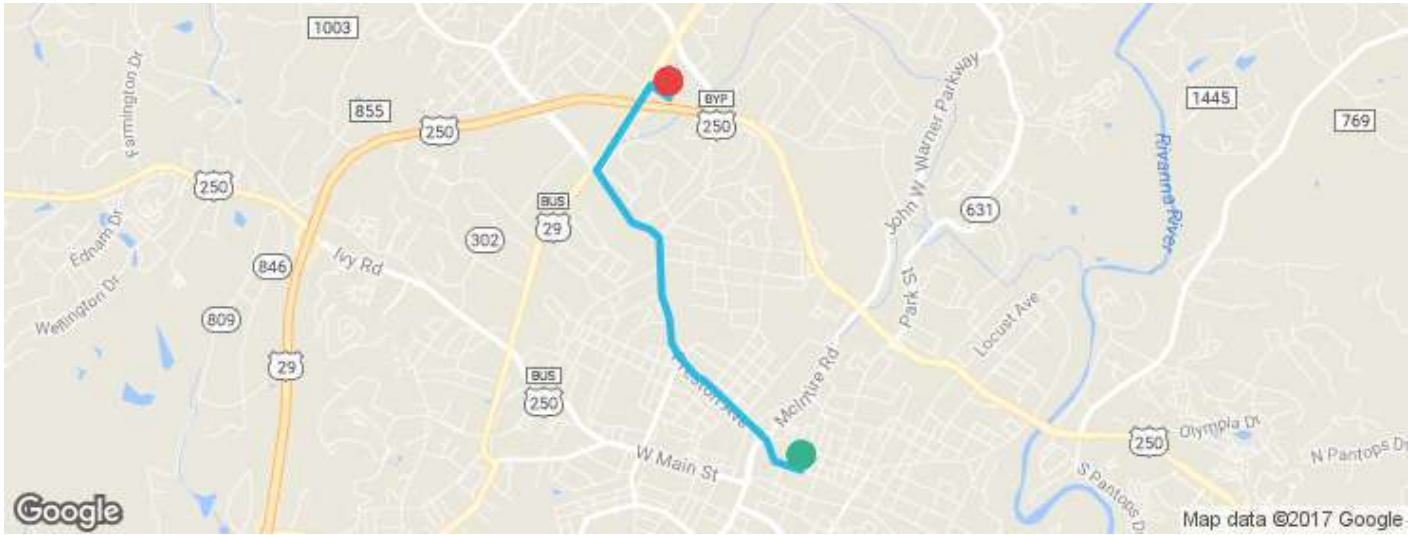 1003
Farmington Dr
855
250
BYP
250
John W. Warner Parkway
1445
769
Rivanna River
250
BUS
29
302
631
Ednam Dr
846
Ivy Rd
Wellington Dr
809
Park St
Locust Ave
29
BUS
250
Preston Ave
McIntire Rd
W Main St
250
Olympia Dr
N Pantops Dr
S Pantops Dr
Google
Map data ©2017 Google